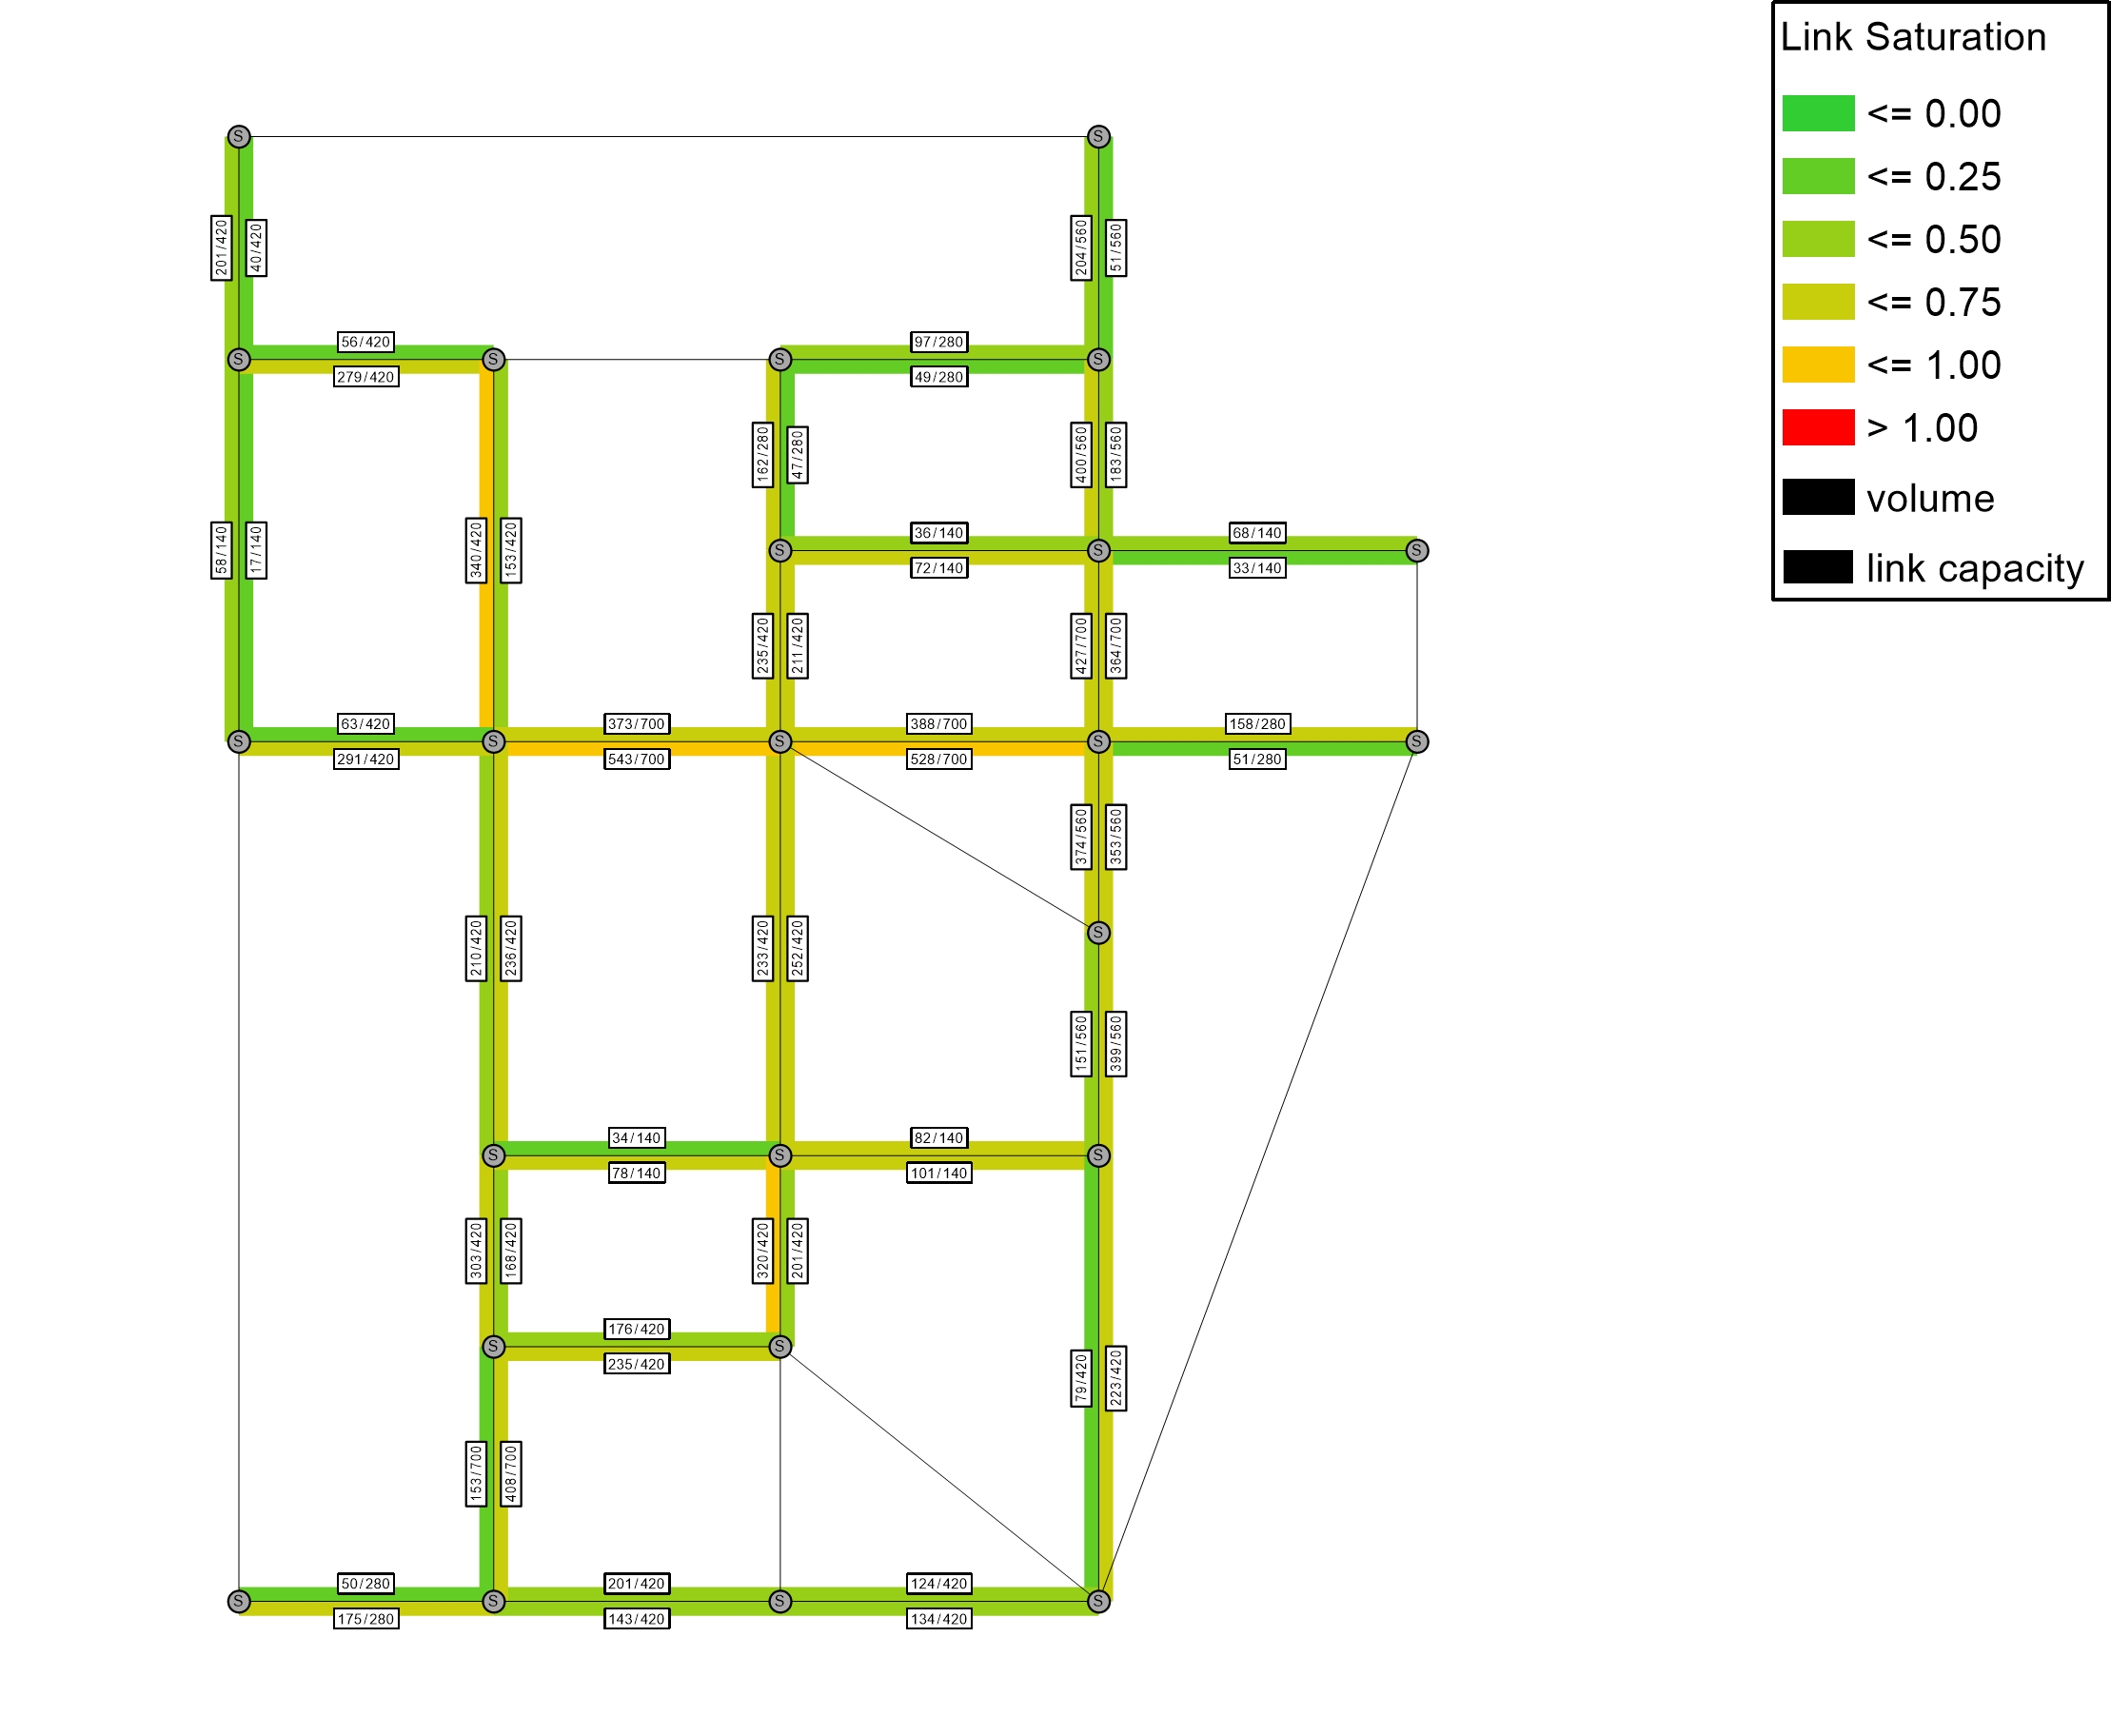 Link Saturation
<= 0.00
<= 0.25
<= 0.50
<= 0.75
<= 1.00
> 1.00
volume
link capacity
S
S
201/420
40/420
204/560
51/560
56/420
97/280
S
S
S
S
279/420
49/280
162/280
47/280
400/560
183/560
58/140
17/140
340/420
153/420
36/140
68/140
S
S
S
72/140
33/140
235/420
211/420
427/700
364/700
63/420
373/700
388/700
158/280
S
S
S
S
S
291/420
543/700
528/700
51/280
374/560
353/560
S
210/420
236/420
233/420
252/420
151/560
399/560
34/140
82/140
S
S
S
78/140
101/140
303/420
168/420
320/420
201/420
176/420
S
S
235/420
79/420
223/420
153/700
408/700
50/280
201/420
124/420
S
S
S
S
175/280
143/420
134/420